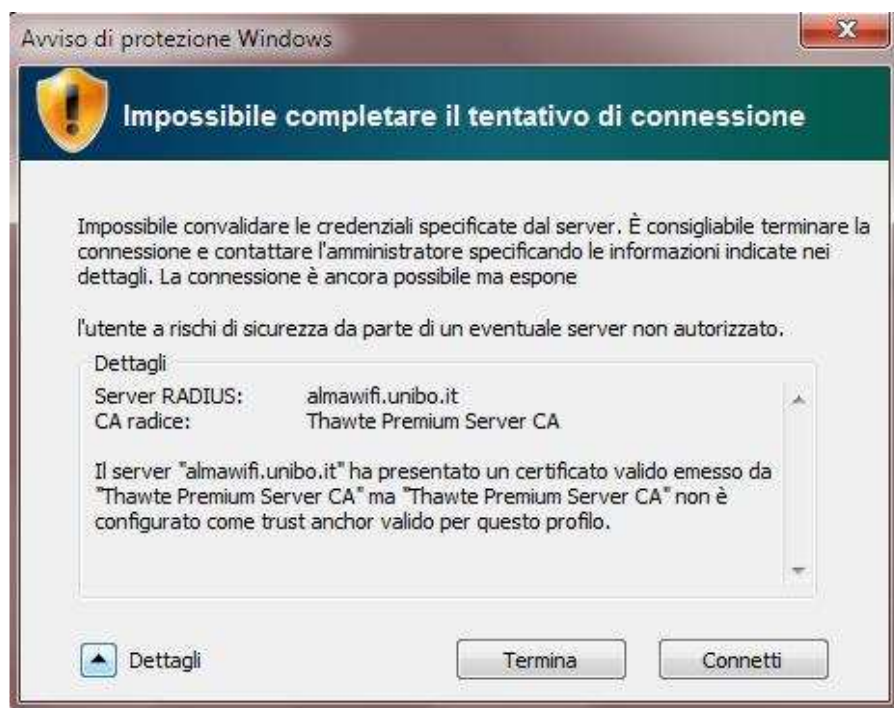 Avviso di protezione Windows
Impossibile completare il tentativo di connessione
Impossibile convalidare le credenziali specificate dal server. È consigliabile terminare la
connessione e contattare l'amministratore specificando le informazioni indicate nei
dettagli. La connessione è ancora possibile ma espone
l'utente a rischi di sicurezza da parte di un eventuale server non autorizzato.
Dettagli
Server RADIUS: almawifi.unibo.it
CA radice: Thawte Premium Server CA
Il server "almawifi.unibo.it" ha presentato un certificato valido emesso da
"Thawte Premium Server CA" ma "Thawte Premium Server CA" non è
configurato come trust anchor valido per questo profilo.
Dettagli Termina Connetti